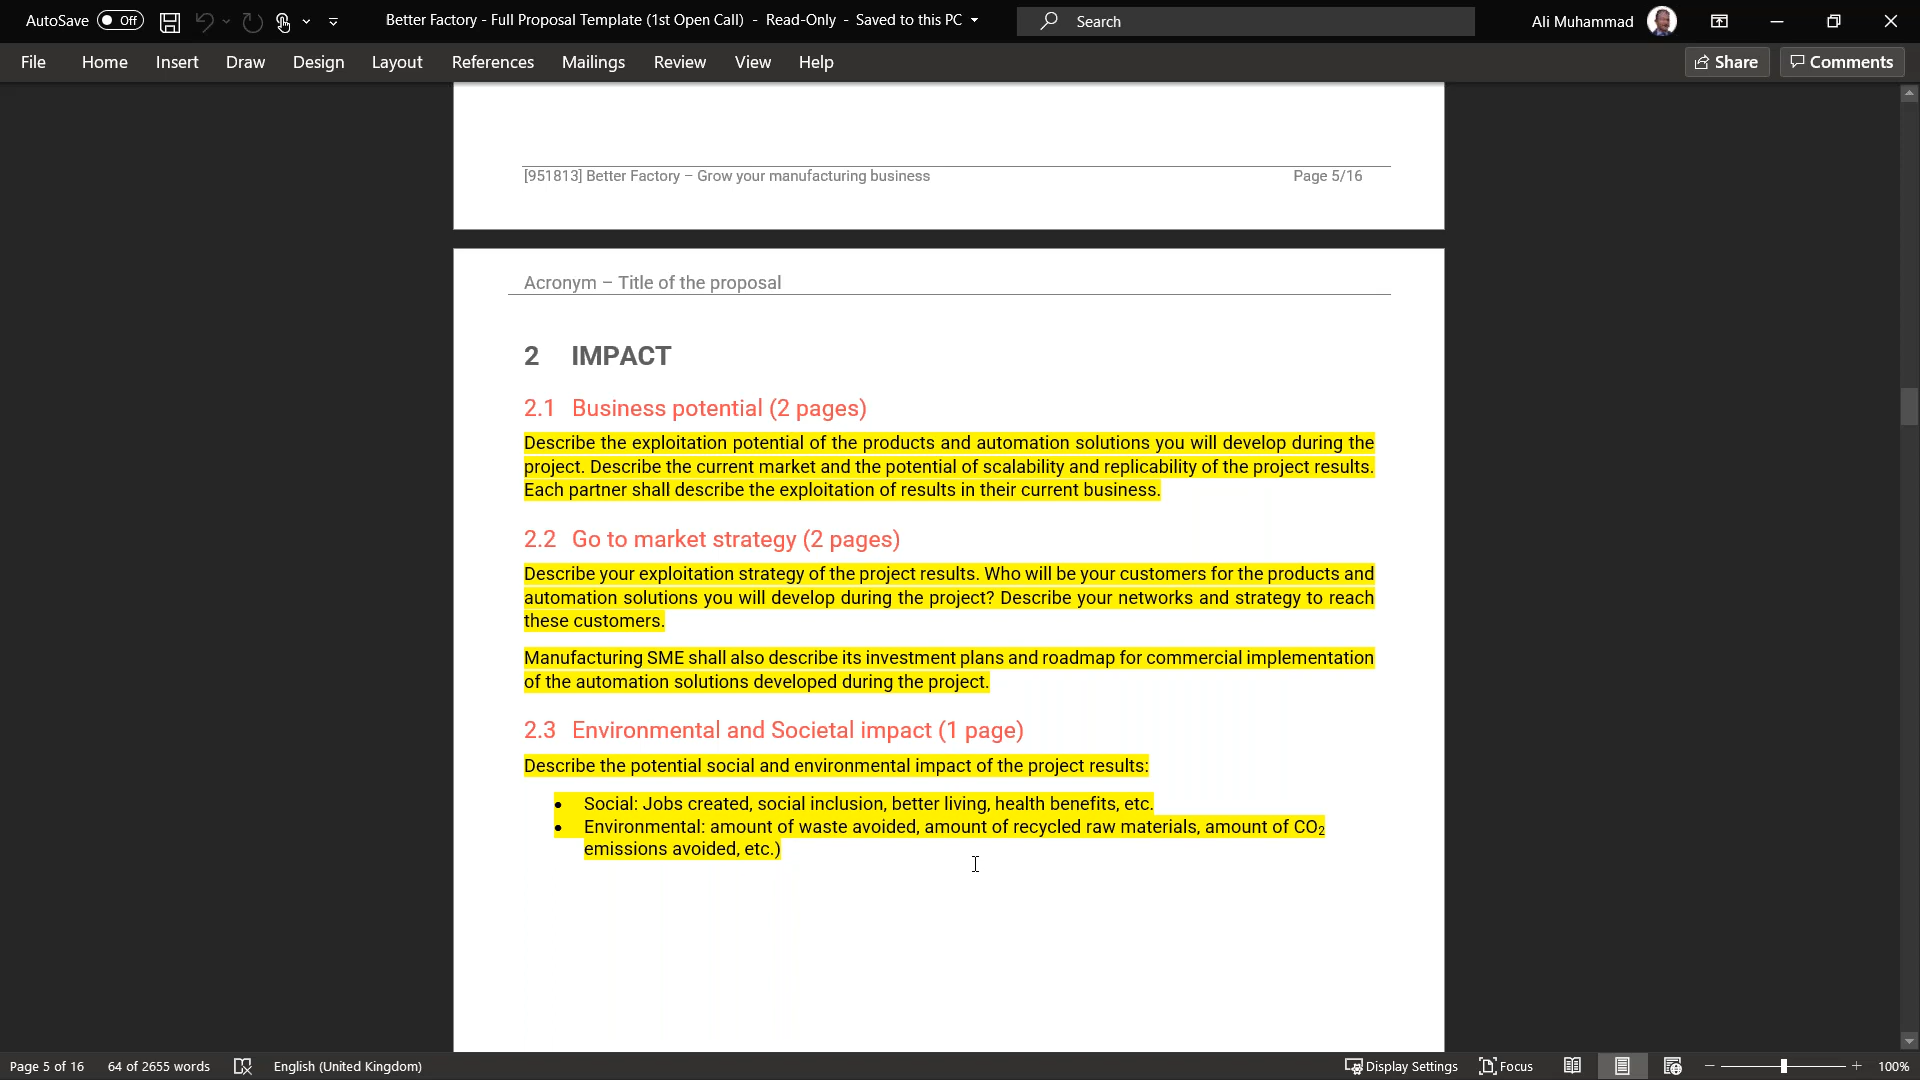 AutoSave Off Better Factory - Full Proposal Template (1st Open Call) - Read-Only - Saved to this PC Search Ali Muhammad
File Home Insert Draw Design Layout References Mailings Review View Help Share Comments
[951813] Better Factory – Grow your manufacturing business Page 5/16
Acronym – Title of the proposal
2 IMPACT
2.1 Business potential (2 pages)
Describe the exploitation potential of the products and automation solutions you will develop during the
project. Describe the current market and the potential of scalability and replicability of the project results.
Each partner shall describe the exploitation of results in their current business.
2.2 Go to market strategy (2 pages)
Describe your exploitation strategy of the project results. Who will be your customers for the products and
automation solutions you will develop during the project? Describe your networks and strategy to reach
these customers.
Manufacturing SME shall also describe its investment plans and roadmap for commercial implementation
of the automation solutions developed during the project.
2.3 Environmental and Societal impact (1 page)
Describe the potential social and environmental impact of the project results:
• Social: Jobs created, social inclusion, better living, health benefits, etc.
• Environmental: amount of waste avoided, amount of recycled raw materials, amount of CO₂
emissions avoided, etc.)
Page 5 of 16 64 of 2655 words English (United Kingdom) Display Settings Focus 100%